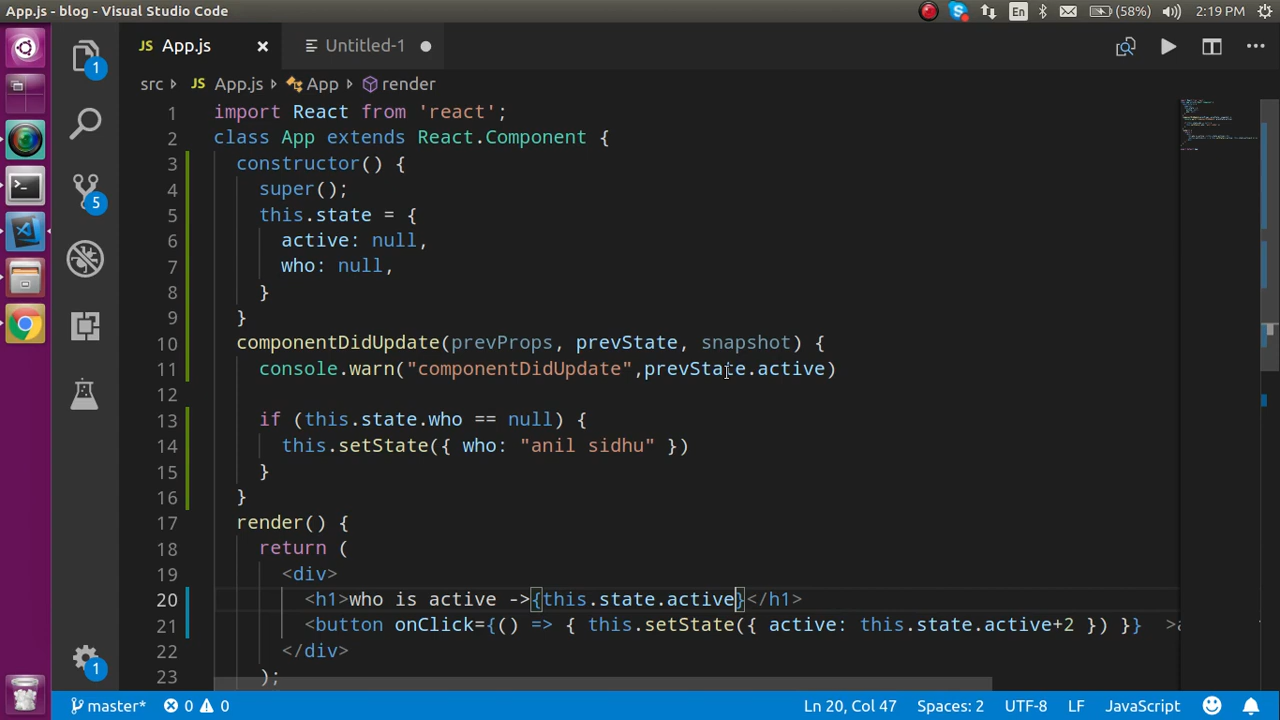 App.js - blog - Visual Studio Code
En
(58%)
2:19 PM
1
5
1
JS App.js
Untitled-1
src
JS App.js
App
render
1 import React from 'react';
2 class App extends React.Component {
3 constructor() {
4 super();
5 this.state = {
6 active: null,
7 who: null,
8 }
9 }
10 componentDidUpdate(prevProps, prevState, snapshot) {
11 console.warn("componentDidUpdate",prevState.active)
12
13 if (this.state.who == null) {
14 this.setState({ who: "anil sidhu" })
15 }
16 }
17 render() {
18 return (
19 <div>
20 <h1>who is active ->{this.state.active}</h1>
21 <button onClick={() => { this.setState({ active: this.state.active+2 }) }} >a
22 </div>
23 );
master*
0
0
Ln 20, Col 47
Spaces: 2
UTF-8
LF
JavaScript